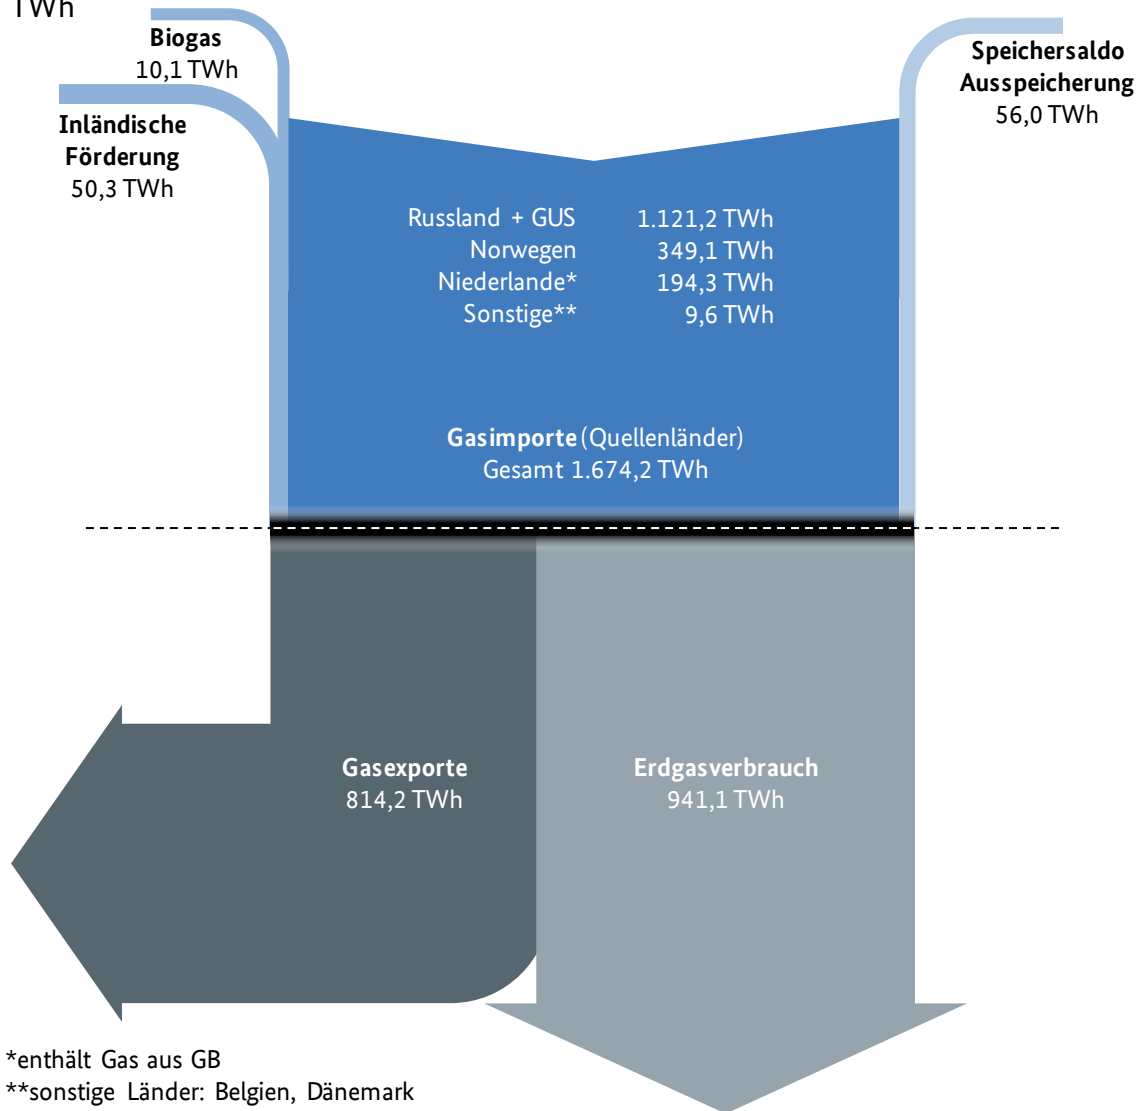 TWh
Biogas
10,1 TWh
Inländische
Förderung
50,3 TWh
Speichersaldo
Ausspeicherung
56,0 TWh
Russland + GUS 1.121,2 TWh
Norwegen 349,1 TWh
Niederlande* 194,3 TWh
Sonstige** 9,6 TWh
Gasimporte (Quellenländer)
Gesamt 1.674,2 TWh
Gasexporte
814,2 TWh
Erdgasverbrauch
941,1 TWh
*enthält Gas aus GB
**sonstige Länder: Belgien, Dänemark